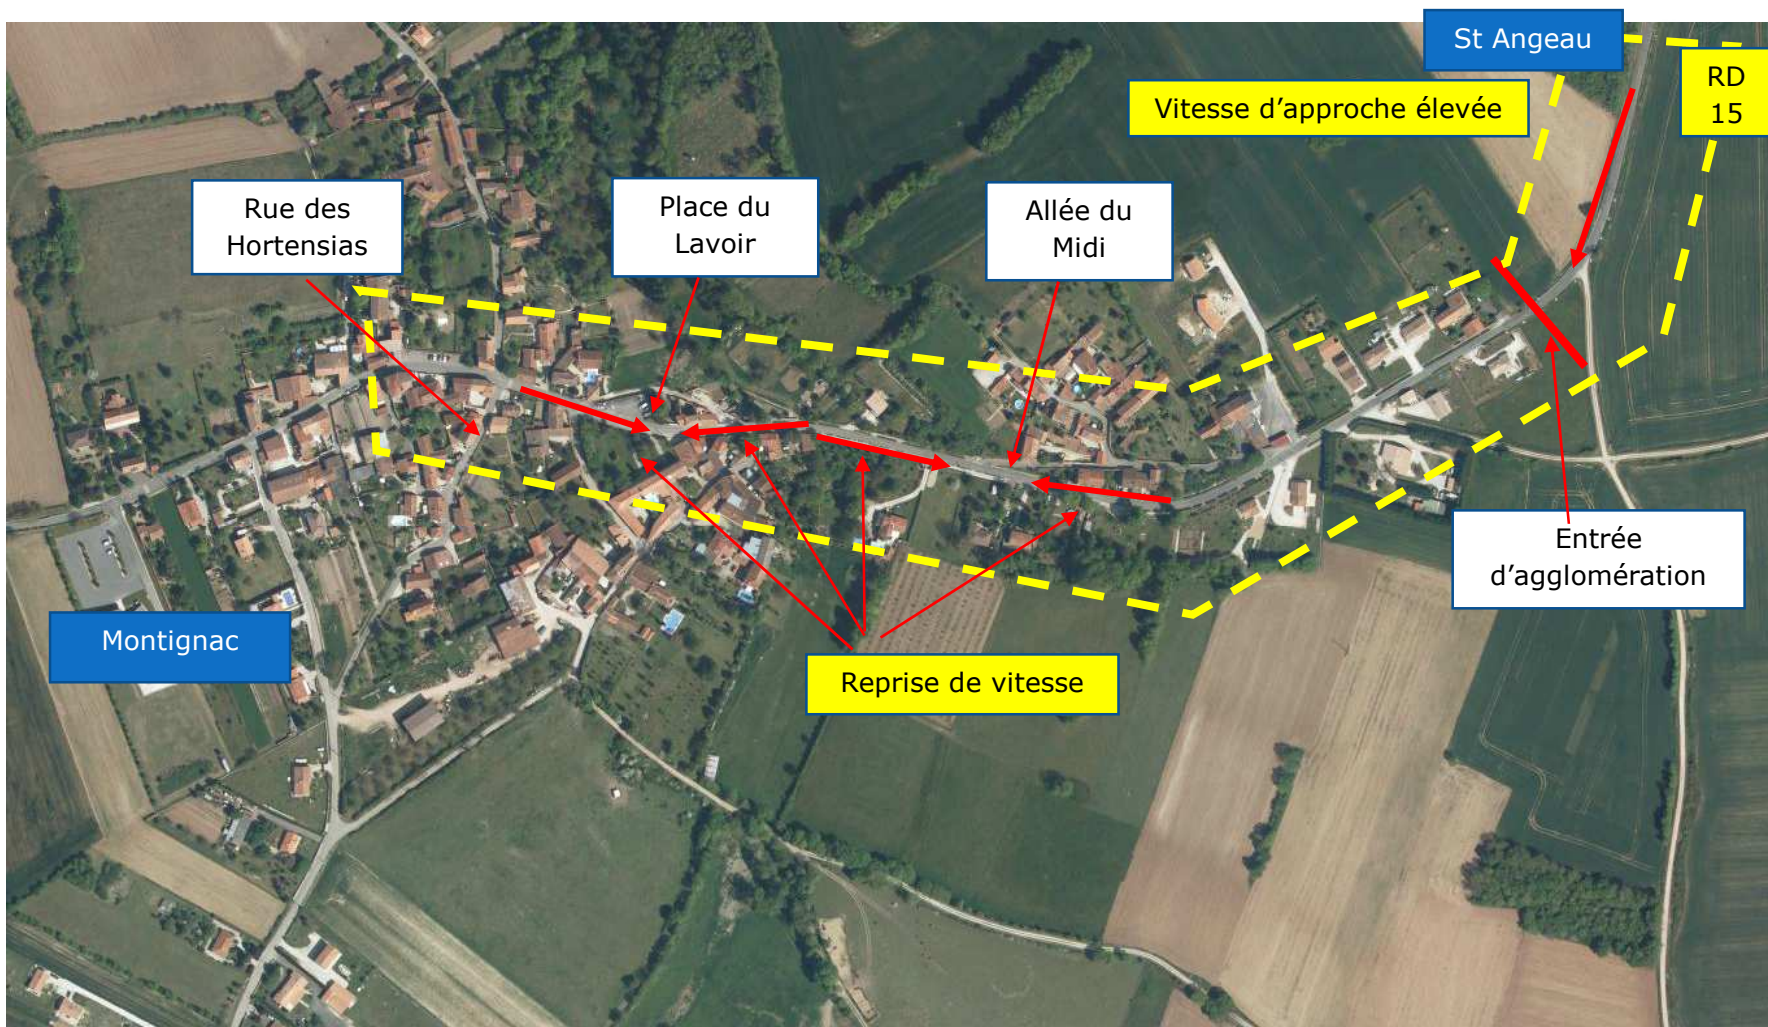 St Angeau
RD
15
Vitesse d’approche élevée
Rue des
Hortensias
Place du
Lavoir
Allée du
Midi
Entrée
d’agglomération
Montignac
Reprise de vitesse